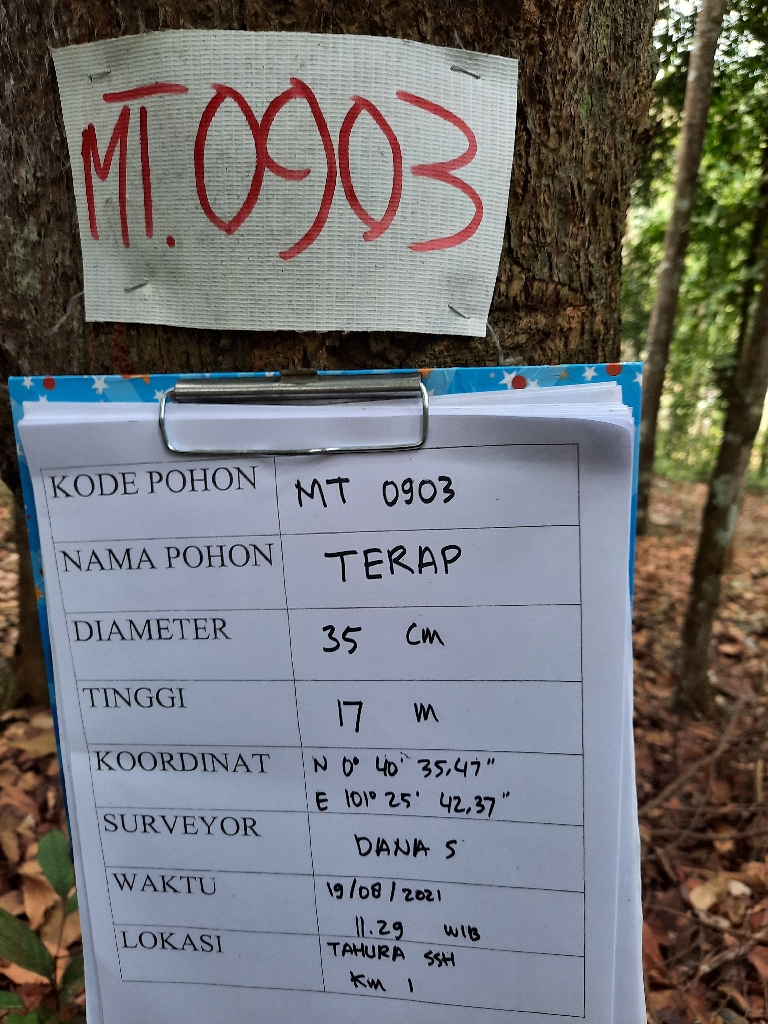 MT. 0903
KODE POHON MT 0903
NAMA POHON TERAP
DIAMETER 35 cm
TINGGI 17 m
KOORDINAT N 0° 40' 35,47"
E 101° 25' 42,37"
SURVEYOR DANA S
WAKTU 19/08/2021
11.29 WIB
LOKASI TAHURA SSH
Km 1